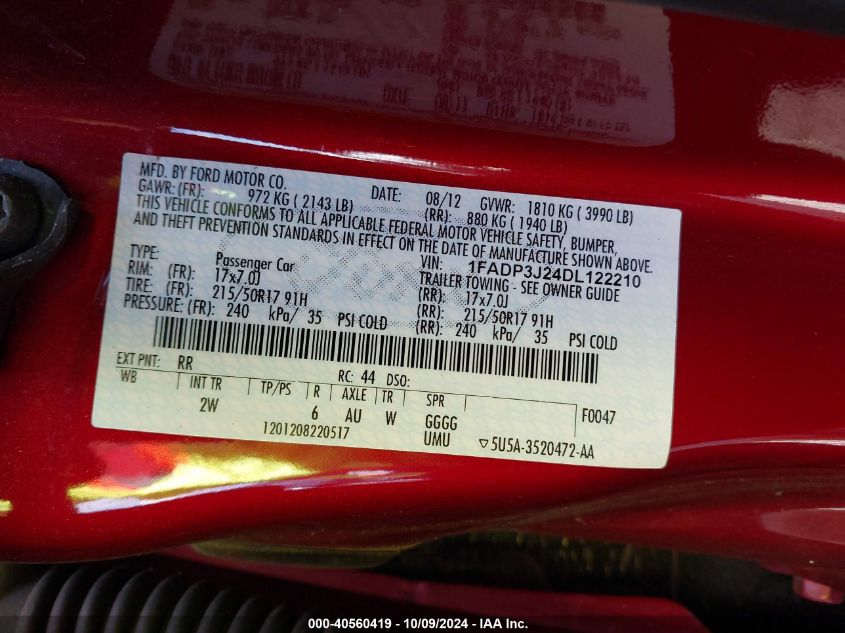 MFD. BY FORD MOTOR CO.
DATE: 08/12 GVWR: 1810 KG ( 3990 LB)
GAWR: (FR): 972 KG ( 2143 LB) (RR): 880 KG ( 1940 LB)
THIS VEHICLE CONFORMS TO ALL APPLICABLE FEDERAL MOTOR VEHICLE SAFETY, BUMPER,
AND THEFT PREVENTION STANDARDS IN EFFECT ON THE DATE OF MANUFACTURE SHOWN ABOVE.
VIN: 1FADP3J24DL122210
TYPE: Passenger Car TRAILER TOWING - SEE OWNER GUIDE
RIM: (FR): 17x7.0J (RR): 17x7.0J
TIRE: (FR): 215/50R17 91H (RR): 215/50R17 91H
PRESSURE: (FR): 240 kPa/ 35 PSI COLD (RR): 240 kPa/ 35 PSI COLD
EXT PNT: RR RC: 44 DSO:
WB INT TR TP/PS R AXLE TR SPR F0047
2W 6 AU W GGGG
1201208220517 UMU ▽5U5A-3520472-AA
000-40560419 - 10/09/2024 - IAA Inc.